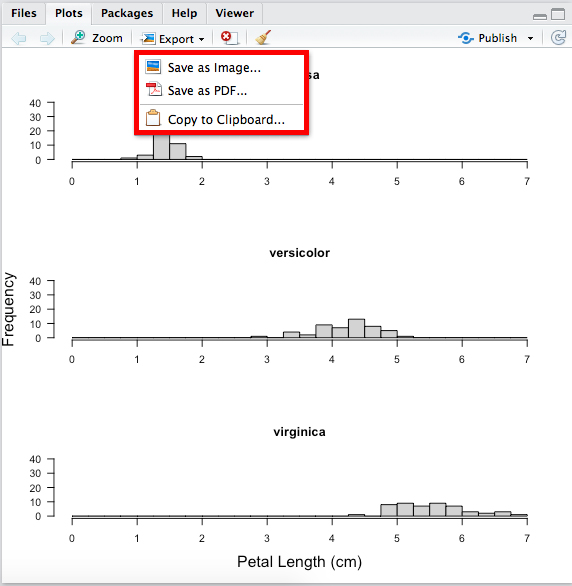 Files Plots Packages Help Viewer
Zoom Export Publish
Save as Image...
Save as PDF...
Copy to Clipboard...
sa
40
30
20
10
0
0 1 2 3 4 5 6 7
versicolor
Frequency
40
30
20
10
0
0 1 2 3 4 5 6 7
virginica
40
30
20
10
0
0 1 2 3 4 5 6 7
Petal Length (cm)